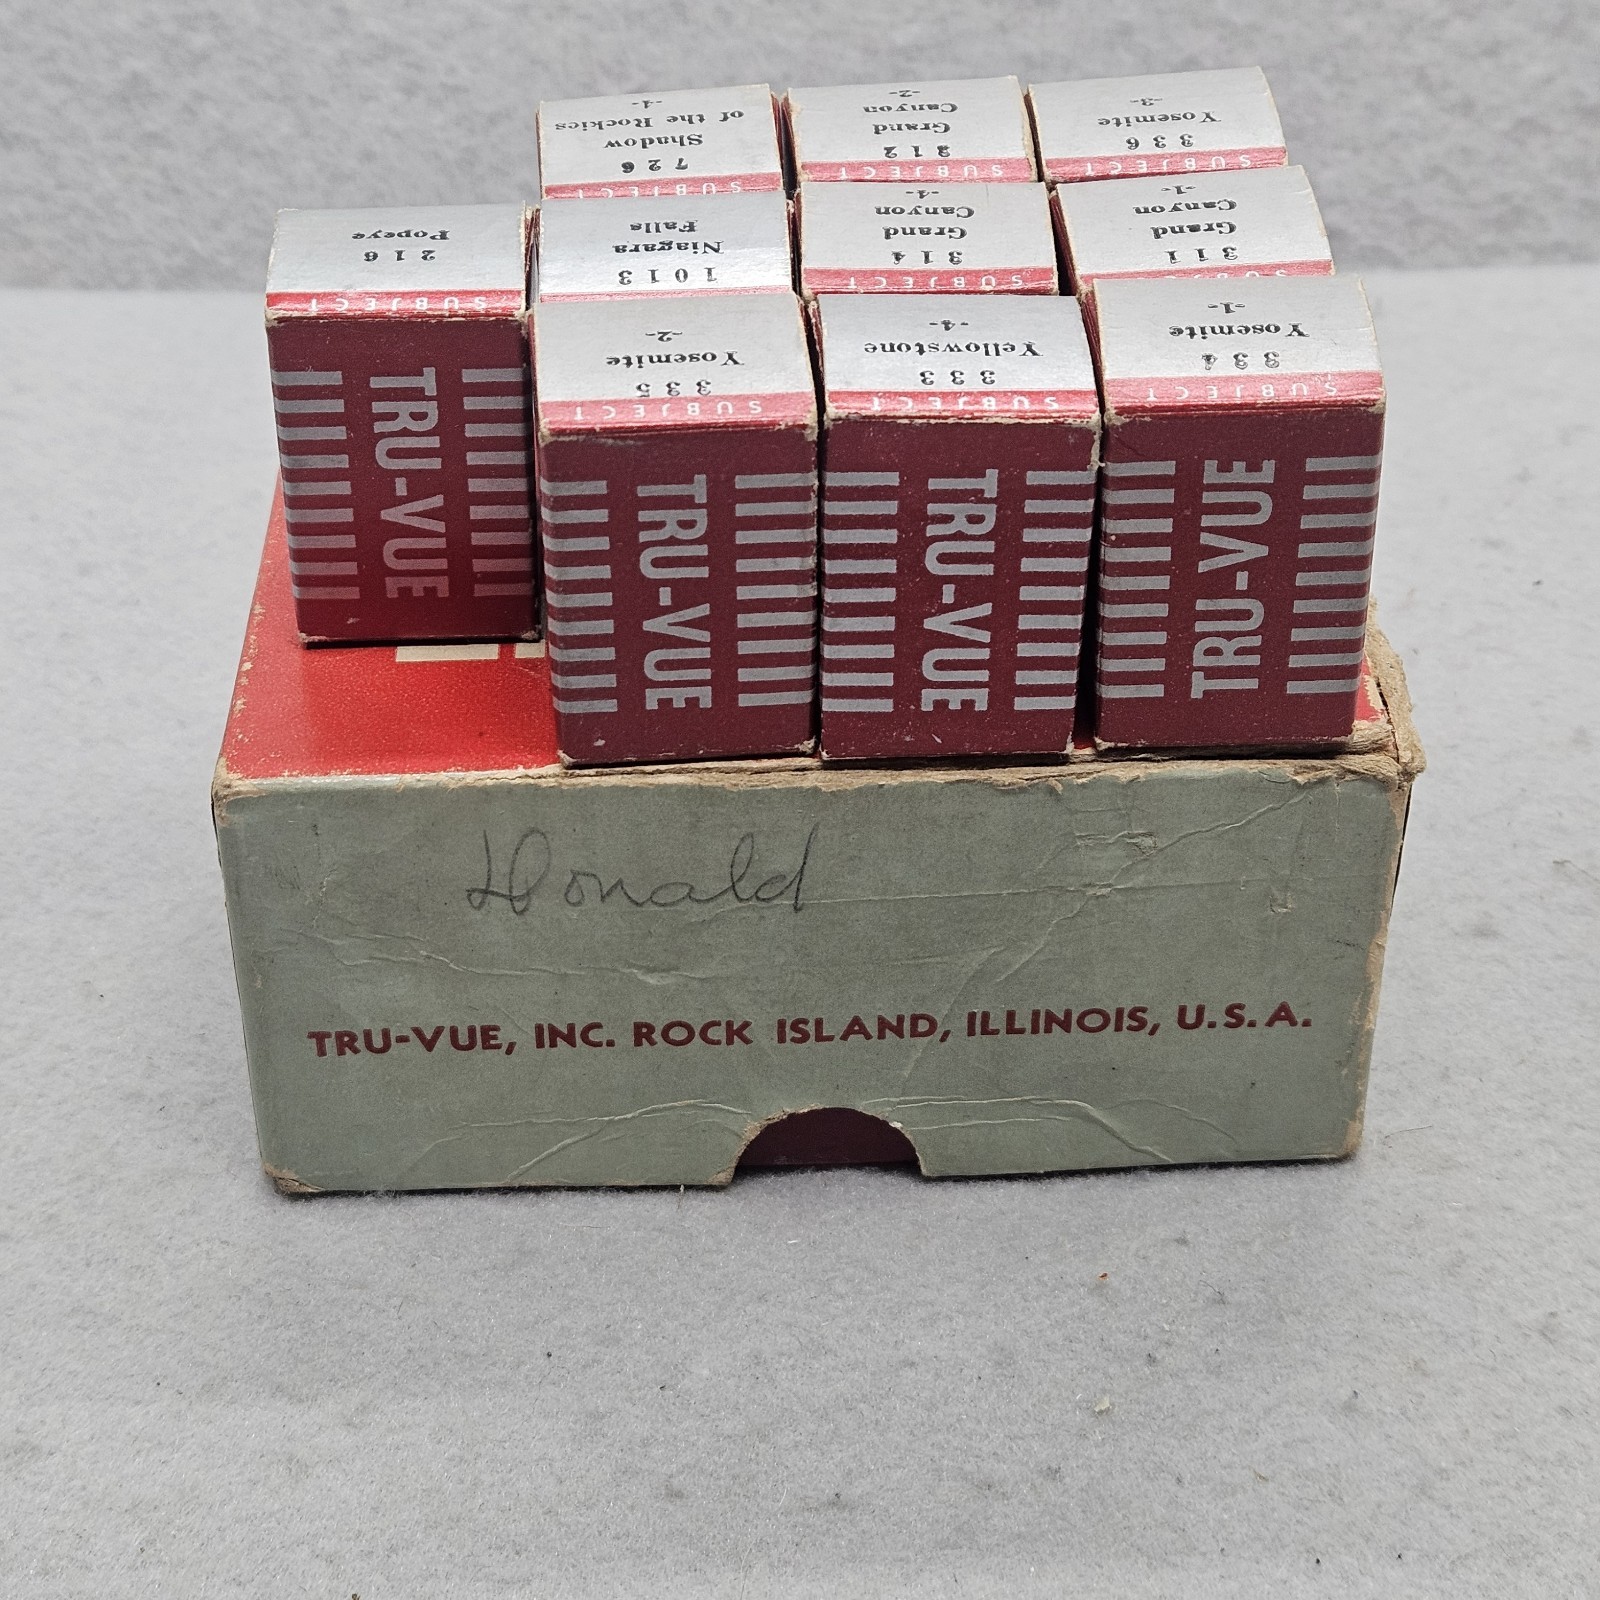 SUBJECT
726
Shadow
of the Rockies
-1-
SUBJECT
312
Grand
Canyon
-2-
SUBJECT
336
Yosemite
-3-
SUBJECT
216
Popeye
TRU-VUE
1013
Niagara
Falls
SUBJECT
314
Grand
Canyon
-4-
SUBJECT
311
Grand
Canyon
-1-
SUBJECT
335
Yosemite
-2-
TRU-VUE
SUBJECT
333
Yellowstone
-4-
TRU-VUE
SUBJECT
334
Yosemite
-1-
TRU-VUE
Donald
TRU-VUE, INC. ROCK ISLAND, ILLINOIS, U.S.A.